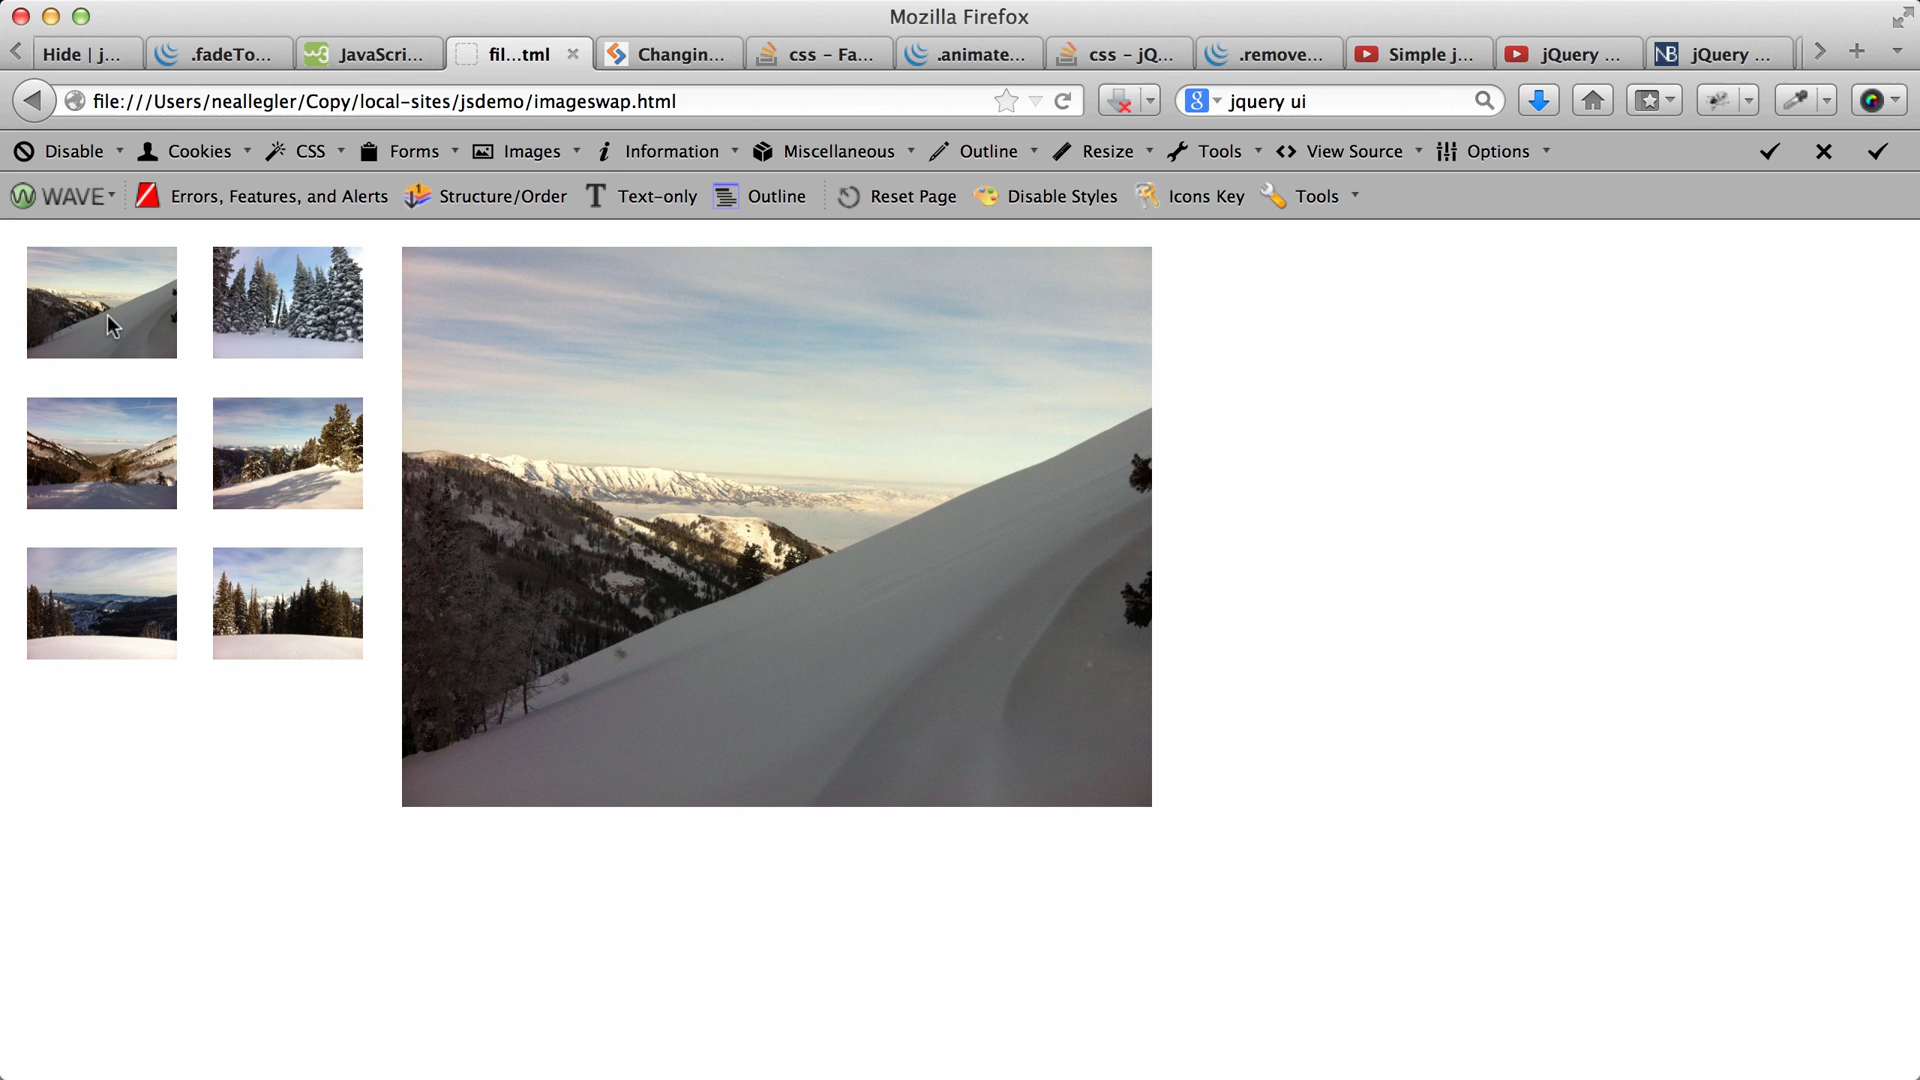 Mozilla Firefox
Hide | j... .fadeTo... JavaScri... fil...tml Changin... css – Fa... .animate... css – jQ... .remove... Simple j... jQuery ... NB jQuery ...
file:///Users/neallegler/Copy/local-sites/jsdemo/imageswap.html jquery ui
Disable Cookies CSS Forms Images Information Miscellaneous Outline Resize Tools View Source Options
WAVE Errors, Features, and Alerts Structure/Order Text-only Outline Reset Page Disable Styles Icons Key Tools